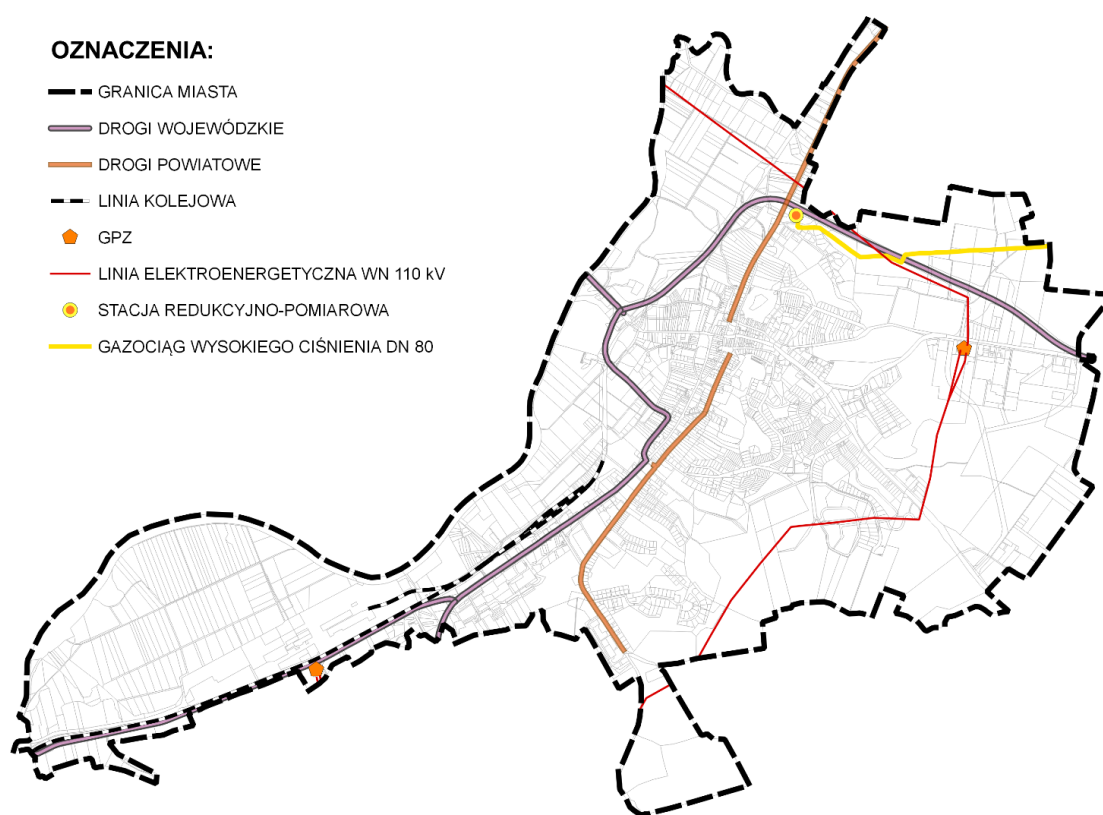 OZNACZENIA:
GRANICA MIASTA
DROGI WOJEWÓDZKIE
DROGI POWIATOWE
LINIA KOLEJOWA
GPZ
LINIA ELEKTROENERGETYCZNA WN 110 kV
STACJA REDUKCYJNO-POMIAROWA
GAZOCIĄG WYSOKIEGO CIŚNIENIA DN 80